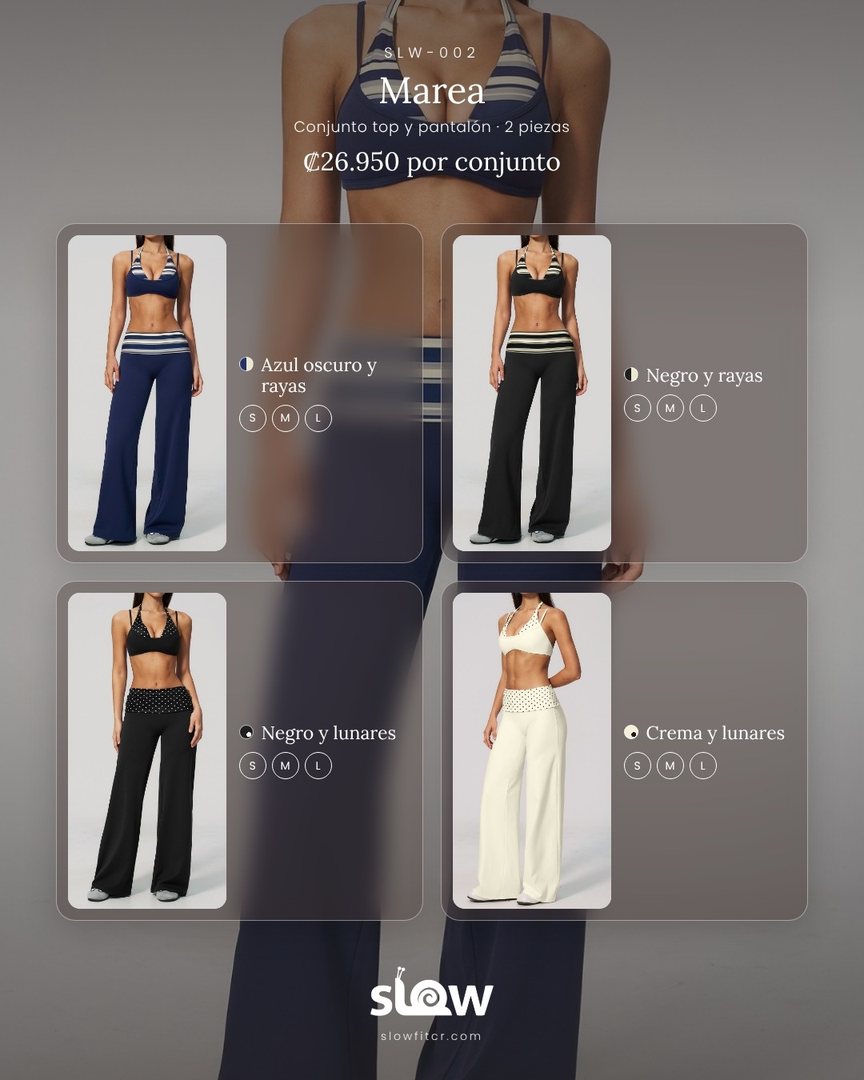 SLW-002
Marea
Conjunto top y pantalón · 2 piezas
₡26.950 por conjunto
Azul oscuro y
rayas
S M L
Negro y rayas
S M L
Negro y lunares
S M L
Crema y lunares
S M L
slow
slowfitcr.com